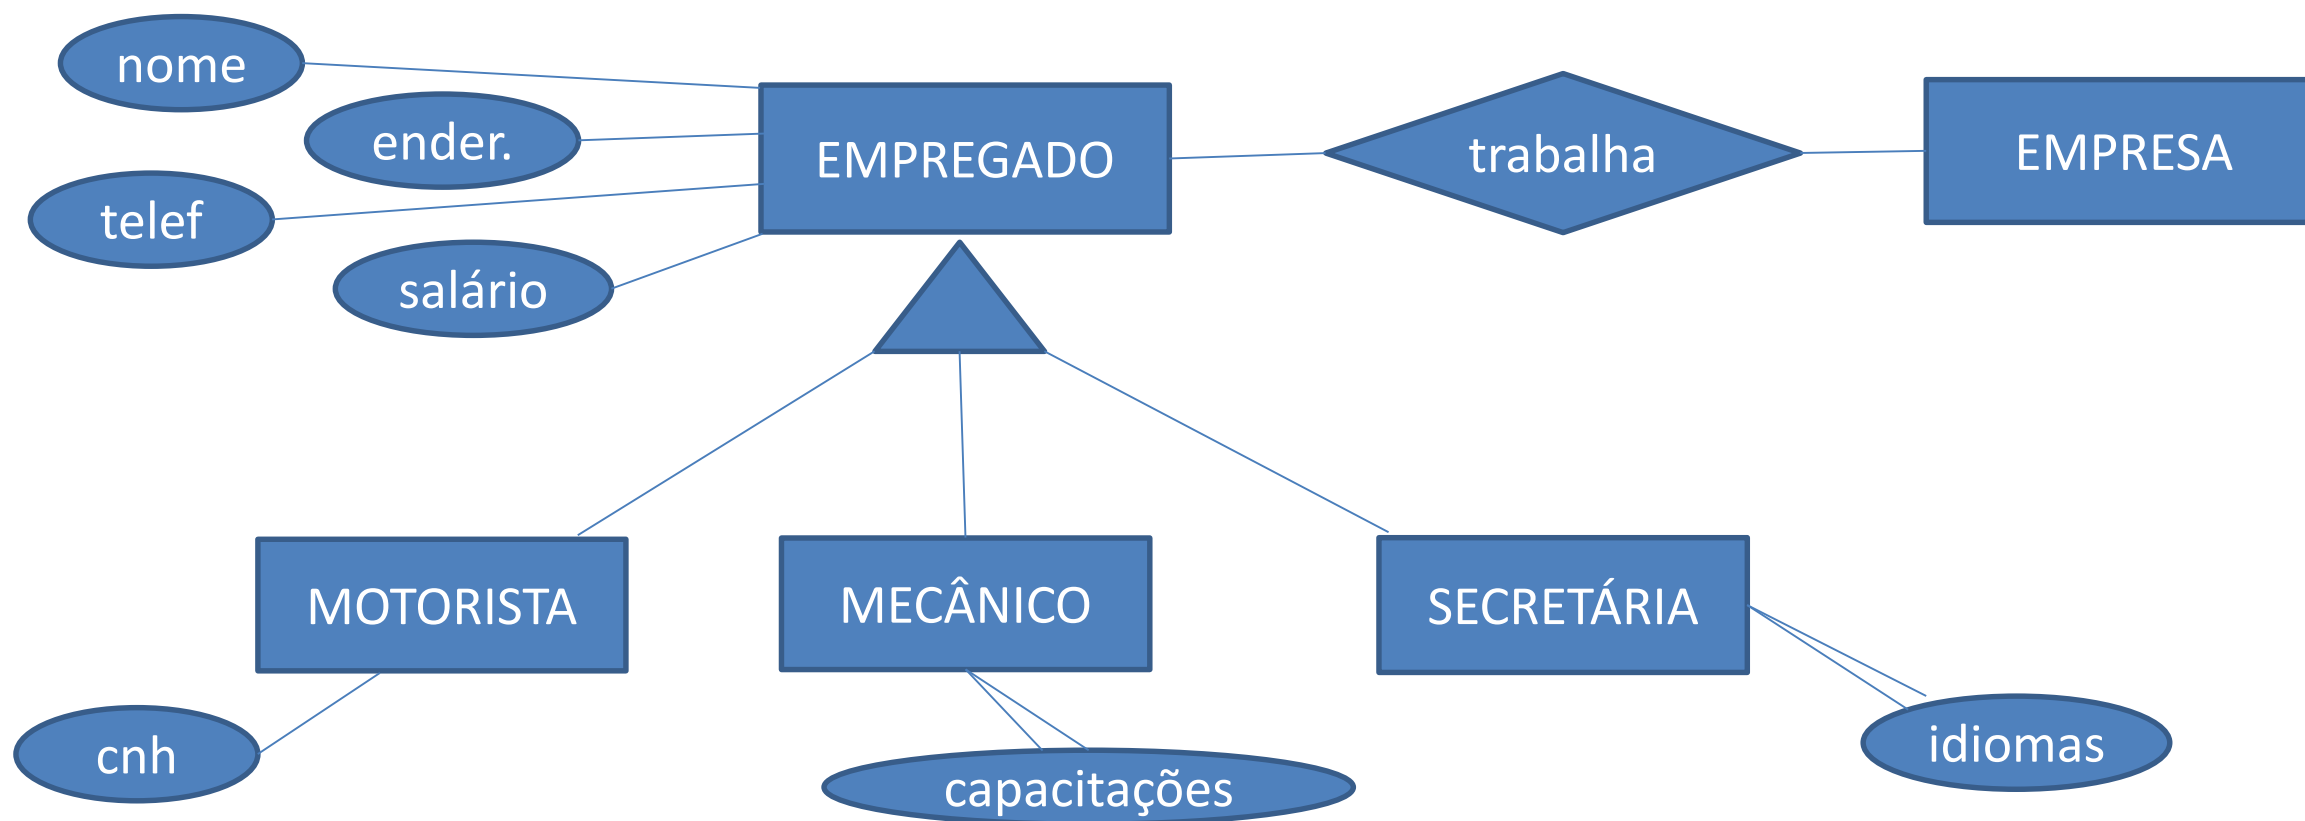 nome
ender.
EMPREGADO
trabalha
EMPRESA
telef
salário
MOTORISTA
MECÂNICO
SECRETÁRIA
cnh
capacitações
idiomas